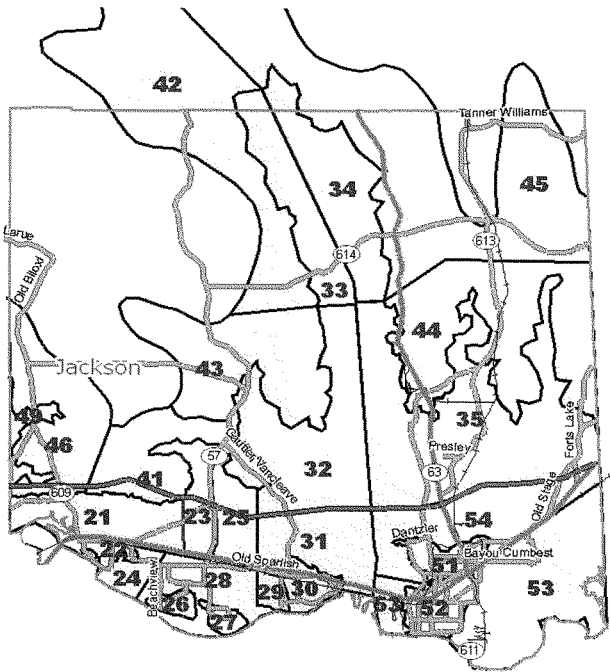 42
Tanner Williams
45
34
613
614
Larue
Old Biloxi
33
44
Jackson
43
35
46
57
Gautier Vancleave
Presley
63
Forts Lake
32
41
609
Old Stage
21
23
25
54
31
Dantzler
Old Spanish
Bayou Cumbest
24
28
Beachview
26
27
29
30
51
52
53
611